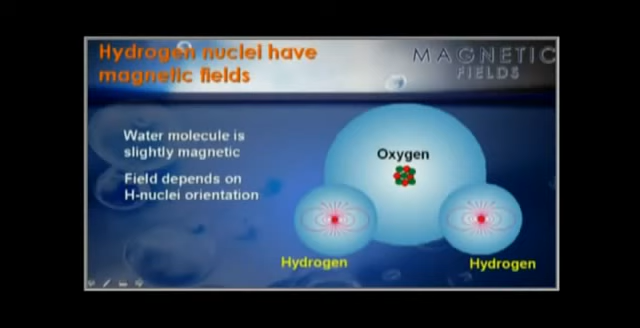 Hydrogen nuclei have
magnetic fields
MAGNETIC
FIELDS
Water molecule is
slightly magnetic
Field depends on
H-nuclei orientation
Oxygen
Hydrogen
Hydrogen